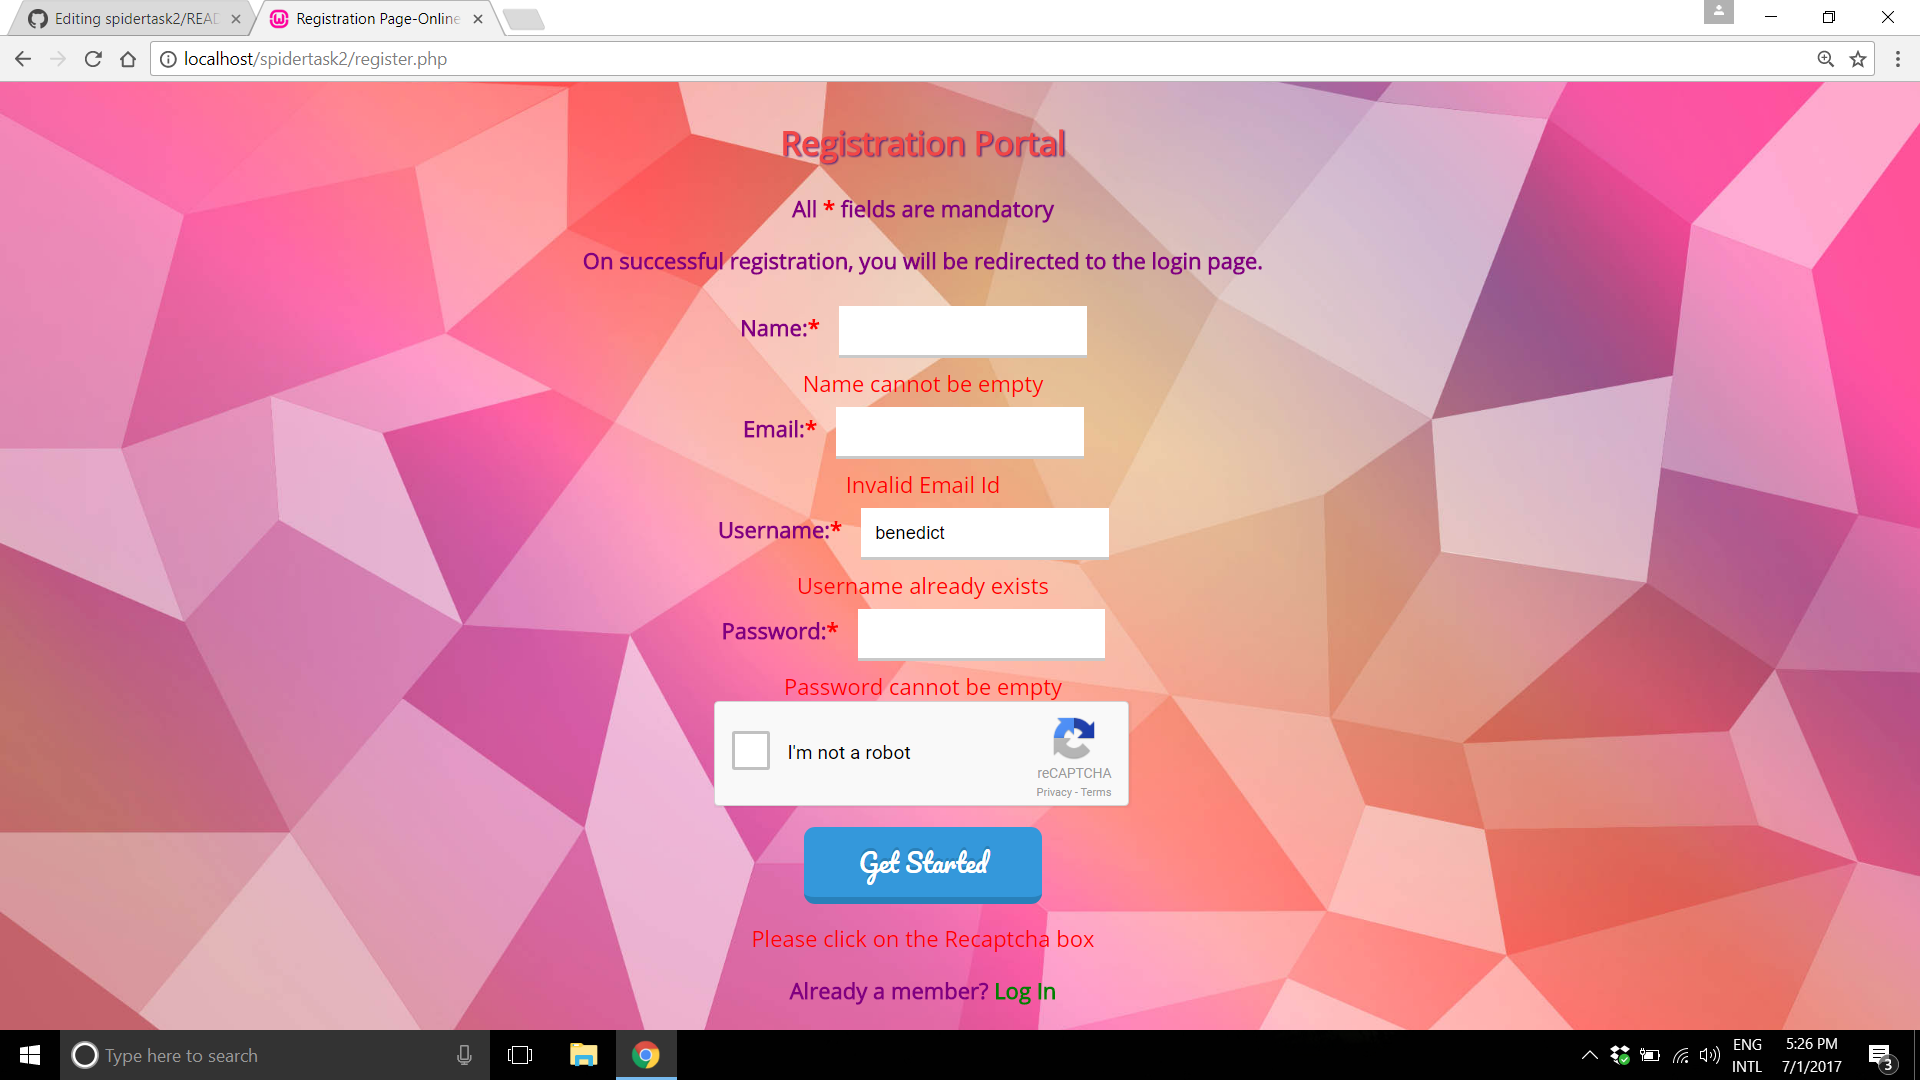 Editing spidertask2/READ
Registration Page-Online
localhost/spidertask2/register.php
Registration Portal
All * fields are mandatory
On successful registration, you will be redirected to the login page.
Name:*
Name cannot be empty
Email:*
Invalid Email Id
Username:* benedict
Username already exists
Password:*
Password cannot be empty
I'm not a robot
reCAPTCHA
Privacy - Terms
Get Started
Please click on the Recaptcha box
Already a member? Log In
Type here to search
ENG
INTL
5:26 PM
7/1/2017
3